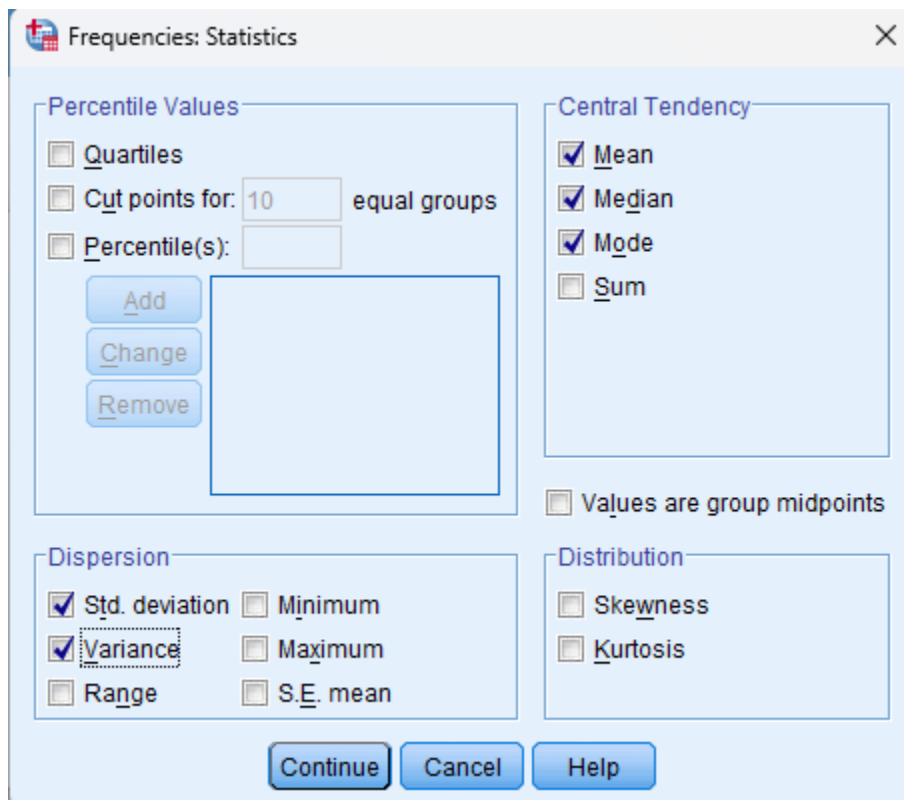 Frequencies: Statistics
Percentile Values
Quartiles
Cut points for: 10 equal groups
Percentile(s):
Add
Change
Remove
Central Tendency
Mean
Median
Mode
Sum
Values are group midpoints
Dispersion
Std. deviation Minimum
Variance Maximum
Range S.E. mean
Distribution
Skewness
Kurtosis
Continue Cancel Help